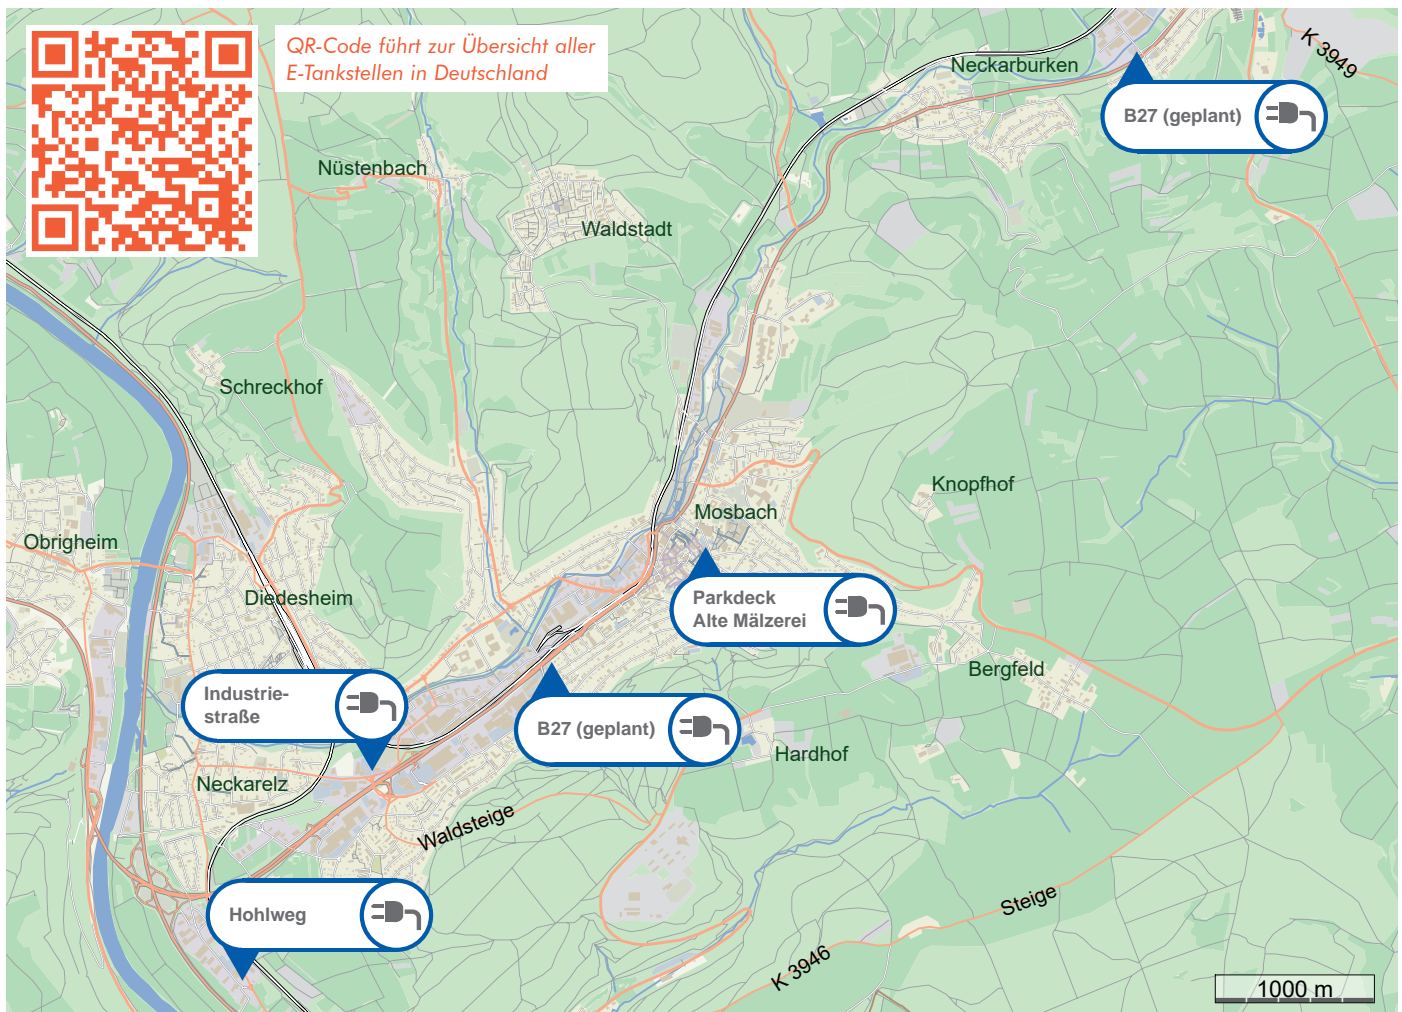 QR-Code führt zur Übersicht aller
E-Tankstellen in Deutschland
K 3949
Neckarburken
B27 (geplant)
Nüstenbach
Waldstadt
Schreckhof
Knopfhof
Mosbach
Obrigheim
Diedesheim
Parkdeck
Alte Mälzerei
Bergfeld
Industrie-
straße
B27 (geplant)
Hardhof
Neckarelz
Waldsteige
Hohlweg
Steige
K 3946
1000 m